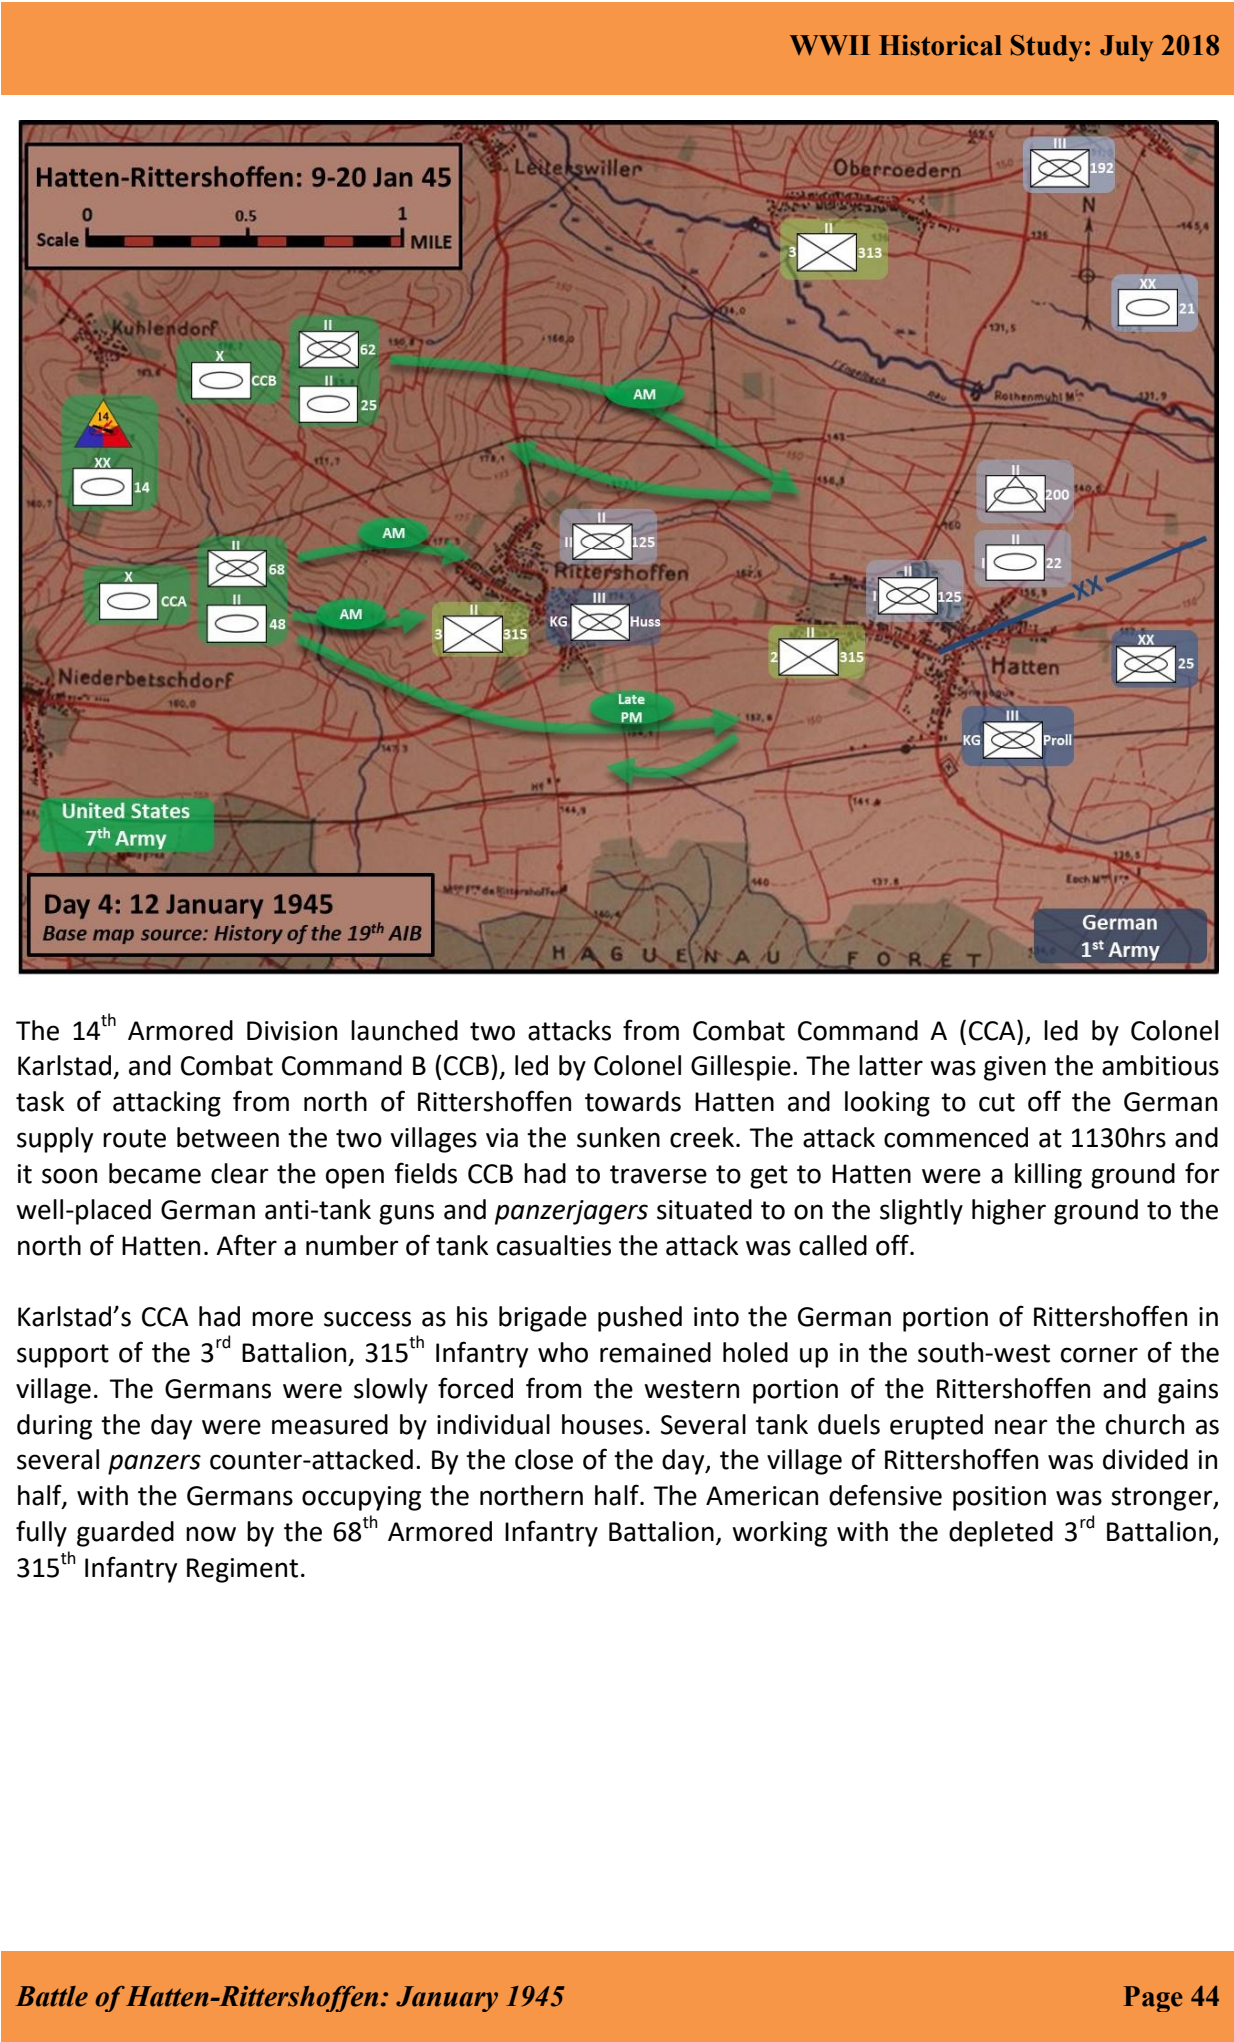 WWII Historical Study: July 2018
Hatten-Rittershoffen: 9-20 Jan 45
0 0.5 1
Scale MILE
Leiterswiller
Oberroedern
III
192
N
II
3 313
XX
21
Kuhlendorf
II
62
X
CCB
II
25
AM
Rothenmuhl
14
XX
14
II
200
AM
II
II 125
II
I 22
II
68
Rittershoffen
II
I 125
XX
X
CCA
II
48
AM
II
3 315
III
KG Huss
II
2 315
XX
25
Hatten
Niederbetschdorf
Late
PM
III
KG Proll
United States
7th Army
Day 4: 12 January 1945
Base map source: History of the 19th AIB
HAGUENAU FORET
German
1st Army
The 14th Armored Division launched two attacks from Combat Command A (CCA), led by Colonel
Karlstad, and Combat Command B (CCB), led by Colonel Gillespie. The latter was given the ambitious
task of attacking from north of Rittershoffen towards Hatten and looking to cut off the German
supply route between the two villages via the sunken creek. The attack commenced at 1130hrs and
it soon became clear the open fields CCB had to traverse to get to Hatten were a killing ground for
well-placed German anti-tank guns and panzerjagers situated to on the slightly higher ground to the
north of Hatten. After a number of tank casualties the attack was called off.
Karlstad’s CCA had more success as his brigade pushed into the German portion of Rittershoffen in
support of the 3rd Battalion, 315th Infantry who remained holed up in the south-west corner of the
village. The Germans were slowly forced from the western portion of the Rittershoffen and gains
during the day were measured by individual houses. Several tank duels erupted near the church as
several panzers counter-attacked. By the close of the day, the village of Rittershoffen was divided in
half, with the Germans occupying the northern half. The American defensive position was stronger,
fully guarded now by the 68th Armored Infantry Battalion, working with the depleted 3rd Battalion,
315th Infantry Regiment.
Battle of Hatten-Rittershoffen: January 1945
Page 44